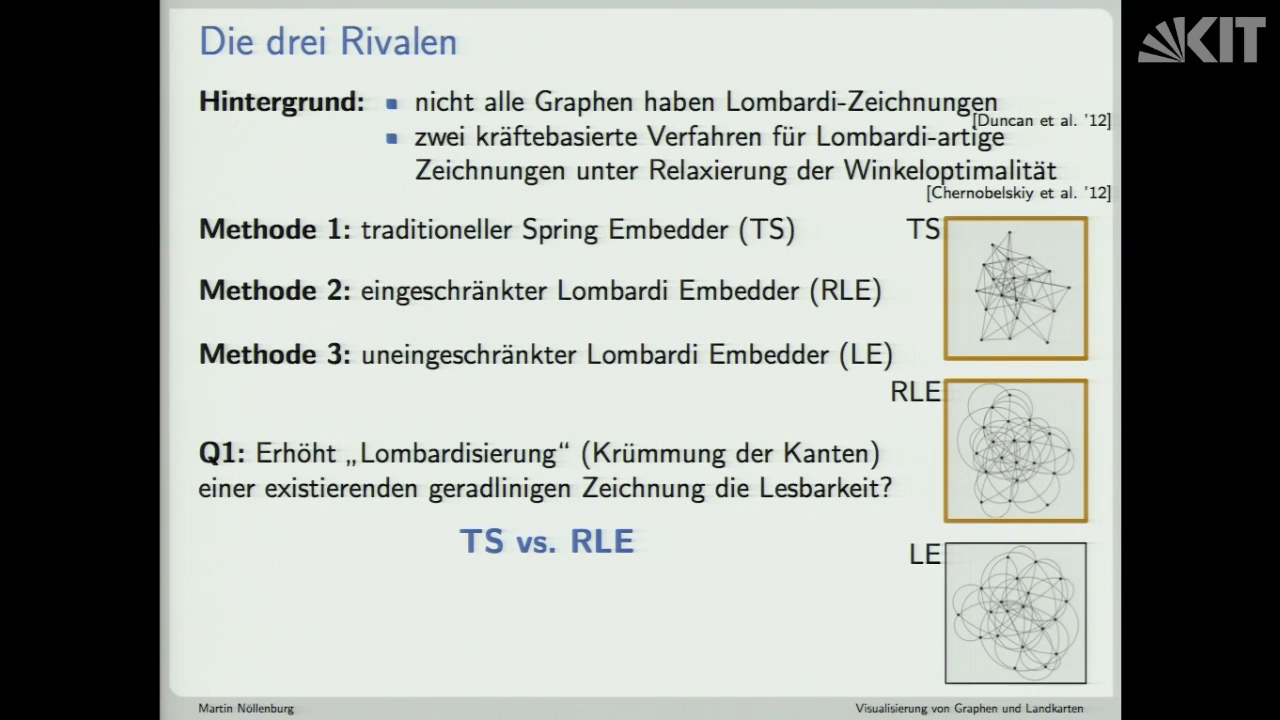 Die drei Rivalen
KIT
Hintergrund: nicht alle Graphen haben Lombardi-Zeichnungen
[Duncan et al. '12]
zwei kräftebasierte Verfahren für Lombardi-artige
Zeichnungen unter Relaxierung der Winkeloptimalität
[Chernobelskiy et al. '12]
Methode 1: traditioneller Spring Embedder (TS)
TS
Methode 2: eingeschränkter Lombardi Embedder (RLE)
Methode 3: uneingeschränkter Lombardi Embedder (LE)
RLE
Q1: Erhöht „Lombardisierung“ (Krümmung der Kanten)
einer existierenden geradlinigen Zeichnung die Lesbarkeit?
TS vs. RLE
LE
Martin Nöllenburg
Visualisierung von Graphen und Landkarten